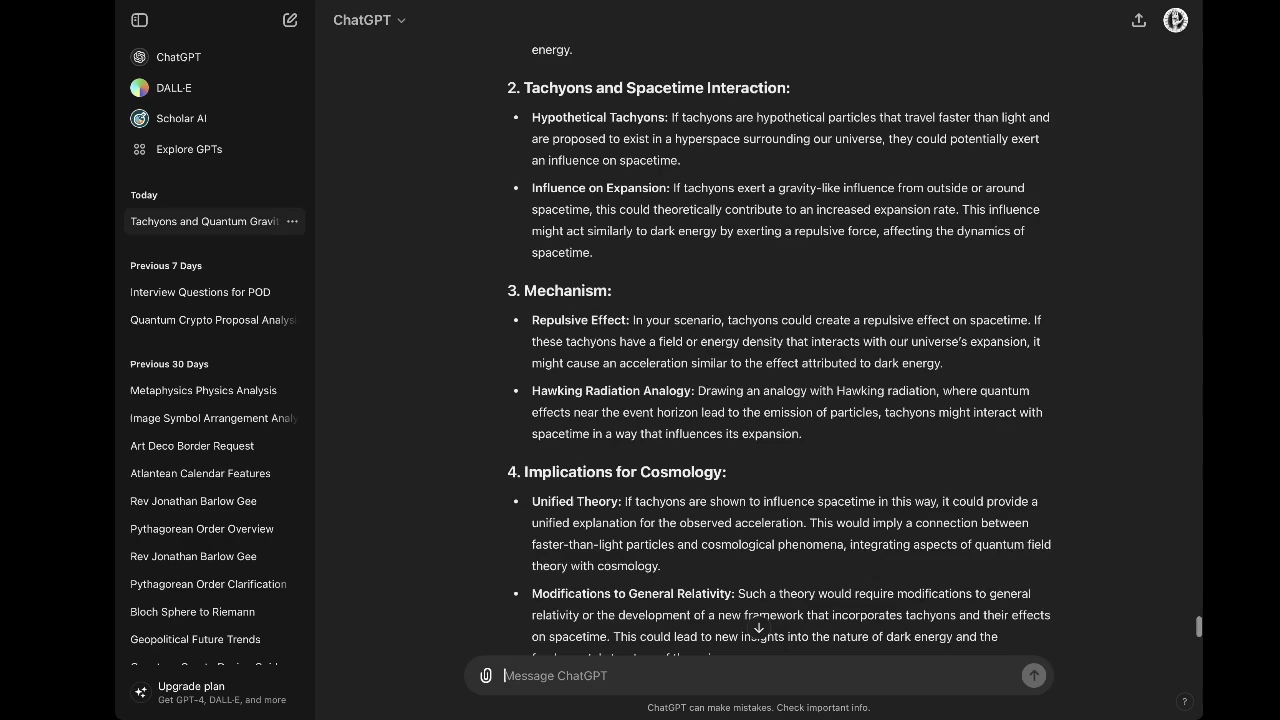 ChatGPT
DALL·E
Scholar AI
Explore GPTs
Today
Tachyons and Quantum Gravit
Previous 7 Days
Interview Questions for POD
Quantum Crypto Proposal Analysis
Previous 30 Days
Metaphysics Physics Analysis
Image Symbol Arrangement Analy
Art Deco Border Request
Atlantean Calendar Features
Rev Jonathan Barlow Gee
Pythagorean Order Overview
Rev Jonathan Barlow Gee
Pythagorean Order Clarification
Bloch Sphere to Riemann
Geopolitical Future Trends
Upgrade plan
Get GPT-4, DALL·E, and more
ChatGPT
energy.
2. Tachyons and Spacetime Interaction:
• Hypothetical Tachyons: If tachyons are hypothetical particles that travel faster than light and
are proposed to exist in a hyperspace surrounding our universe, they could potentially exert
an influence on spacetime.
• Influence on Expansion: If tachyons exert a gravity-like influence from outside or around
spacetime, this could theoretically contribute to an increased expansion rate. This influence
might act similarly to dark energy by exerting a repulsive force, affecting the dynamics of
spacetime.
3. Mechanism:
• Repulsive Effect: In your scenario, tachyons could create a repulsive effect on spacetime. If
these tachyons have a field or energy density that interacts with our universe's expansion, it
might cause an acceleration similar to the effect attributed to dark energy.
• Hawking Radiation Analogy: Drawing an analogy with Hawking radiation, where quantum
effects near the event horizon lead to the emission of particles, tachyons might interact with
spacetime in a way that influences its expansion.
4. Implications for Cosmology:
• Unified Theory: If tachyons are shown to influence spacetime in this way, it could provide a
unified explanation for the observed acceleration. This would imply a connection between
faster-than-light particles and cosmological phenomena, integrating aspects of quantum field
theory with cosmology.
• Modifications to General Relativity: Such a theory would require modifications to general
relativity or the development of a new framework that incorporates tachyons and their effects
on spacetime. This could lead to new insights into the nature of dark energy and the
Message ChatGPT
ChatGPT can make mistakes. Check important info.
?